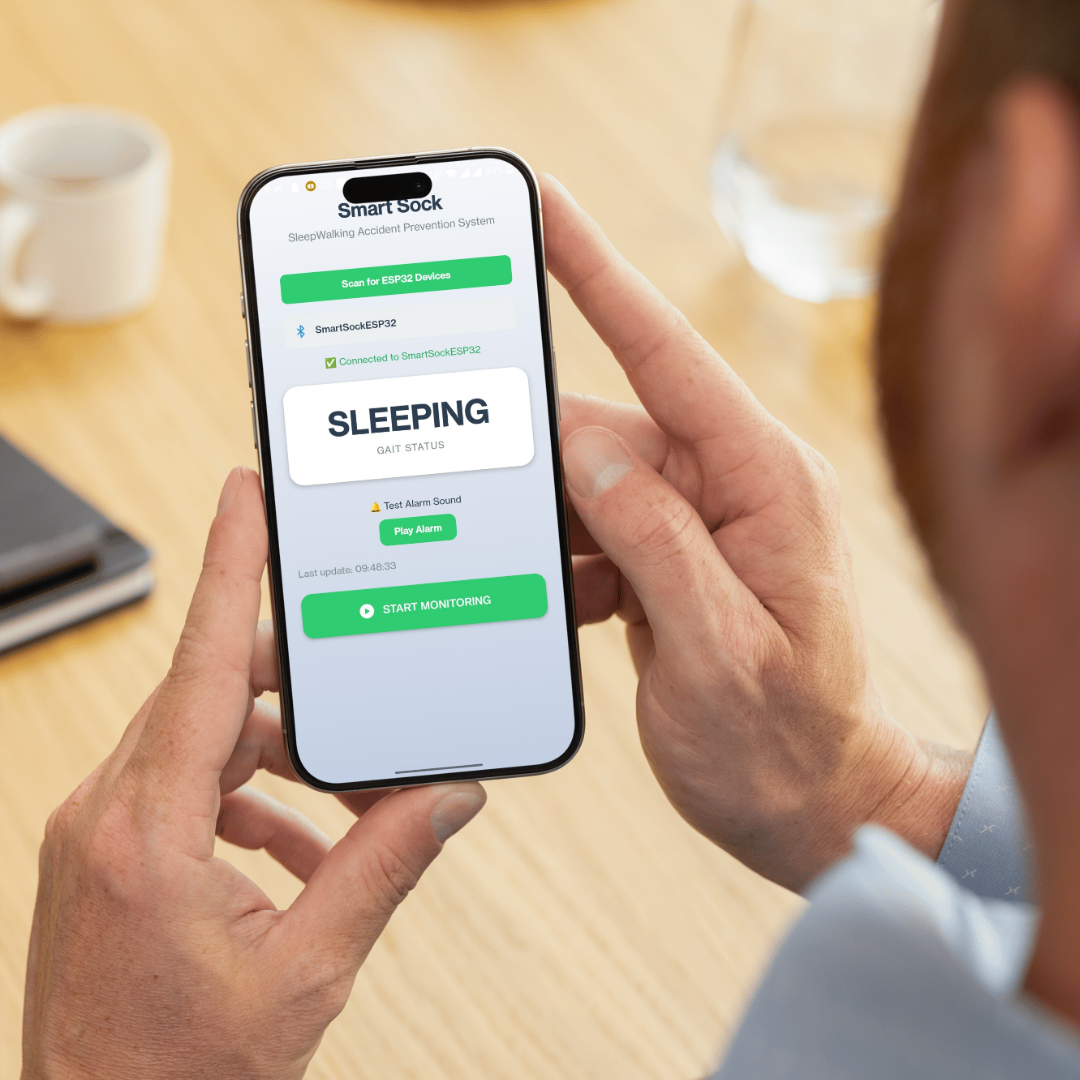 Smart Sock
SleepWalking Accident Prevention System
Scan for ESP32 Devices
SmartSockESP32
✅ Connected to SmartSockESP32
SLEEPING
GAIT STATUS
🔔 Test Alarm Sound
Play Alarm
Last update: 09:48:33
START MONITORING